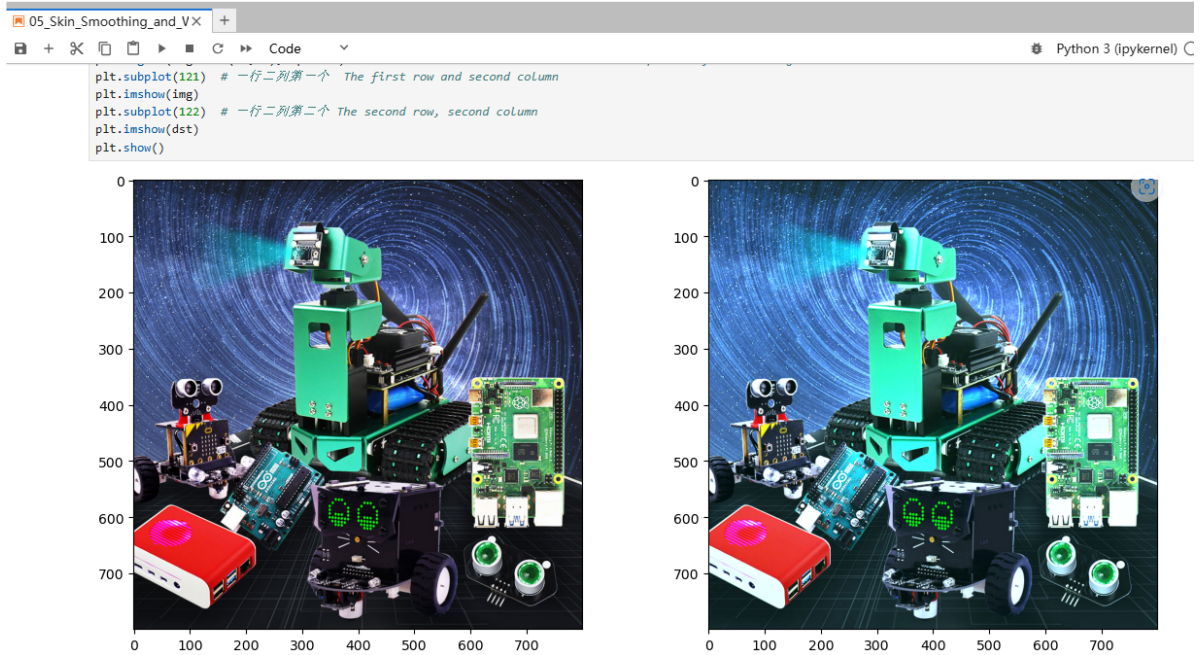 05_Skin_Smoothing_and_V
Code
Python 3 (ipykernel)
plt.subplot(121)  # 一行二列第一个  The first row and second column
plt.imshow(img)
plt.subplot(122)  # 一行二列第二个 The second row, second column
plt.imshow(dst)
plt.show()
0
100
200
300
400
500
600
700
0 100 200 300 400 500 600 700
0
100
200
300
400
500
600
700
0 100 200 300 400 500 600 700